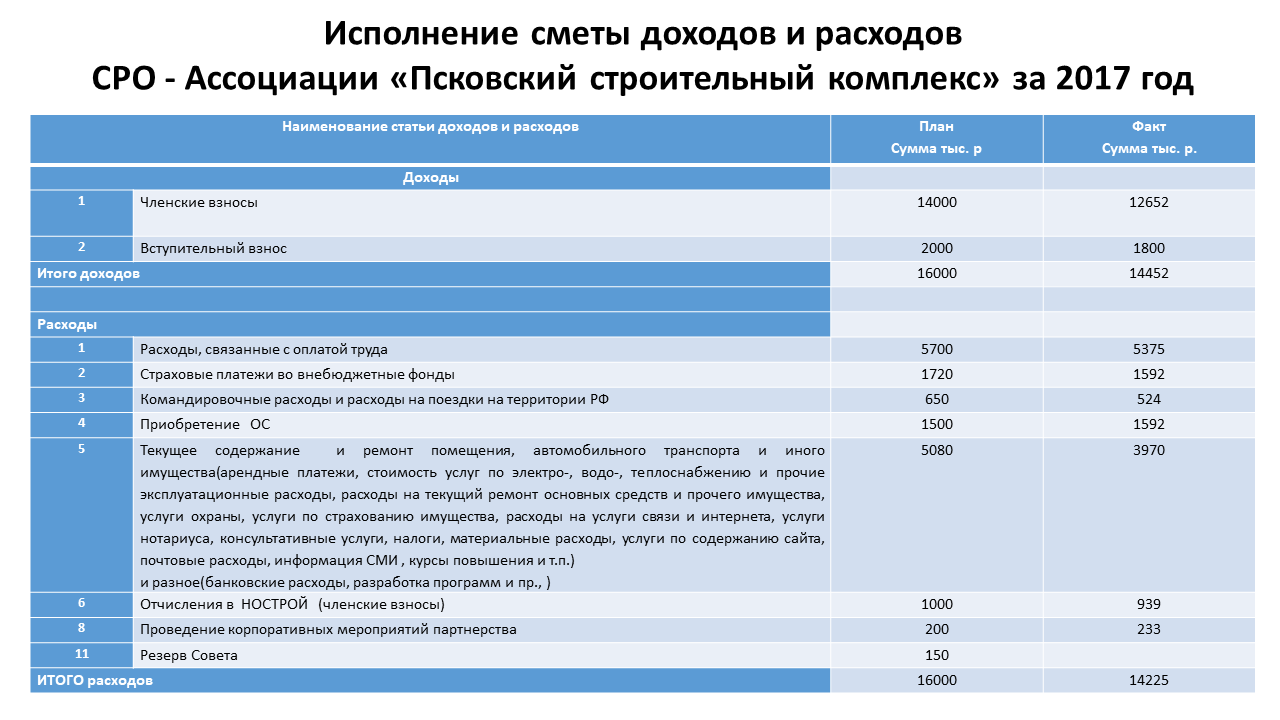 Исполнение сметы доходов и расходов
СРО - Ассоциации «Псковский строительный комплекс» за 2017 год
Наименование статьи доходов и расходов План Факт
Сумма тыс. р Сумма тыс. р.
Доходы
1 Членские взносы 14000 12652
2 Вступительный взнос 2000 1800
Итого доходов 16000 14452
Расходы
1 Расходы, связанные с оплатой труда 5700 5375
2 Страховые платежи во внебюджетные фонды 1720 1592
3 Командировочные расходы и расходы на поездки на территории РФ 650 524
4 Приобретение ОС 1500 1592
5 Текущее содержание и ремонт помещения, автомобильного транспорта и иного 5080 3970
имущества(арендные платежи, стоимость услуг по электро-, водо-, теплоснабжению и прочие
эксплуатационные расходы, расходы на текущий ремонт основных средств и прочего имущества,
услуги охраны, услуги по страхованию имущества, расходы на услуги связи и интернета, услуги
нотариуса, консультативные услуги, налоги, материальные расходы, услуги по содержанию сайта,
почтовые расходы, информация СМИ , курсы повышения и т.п.)
и разное(банковские расходы, разработка программ и пр., )
6 Отчисления в НОСТРОЙ (членские взносы) 1000 939
8 Проведение корпоративных мероприятий партнерства 200 233
11 Резерв Совета 150
ИТОГО расходов 16000 14225